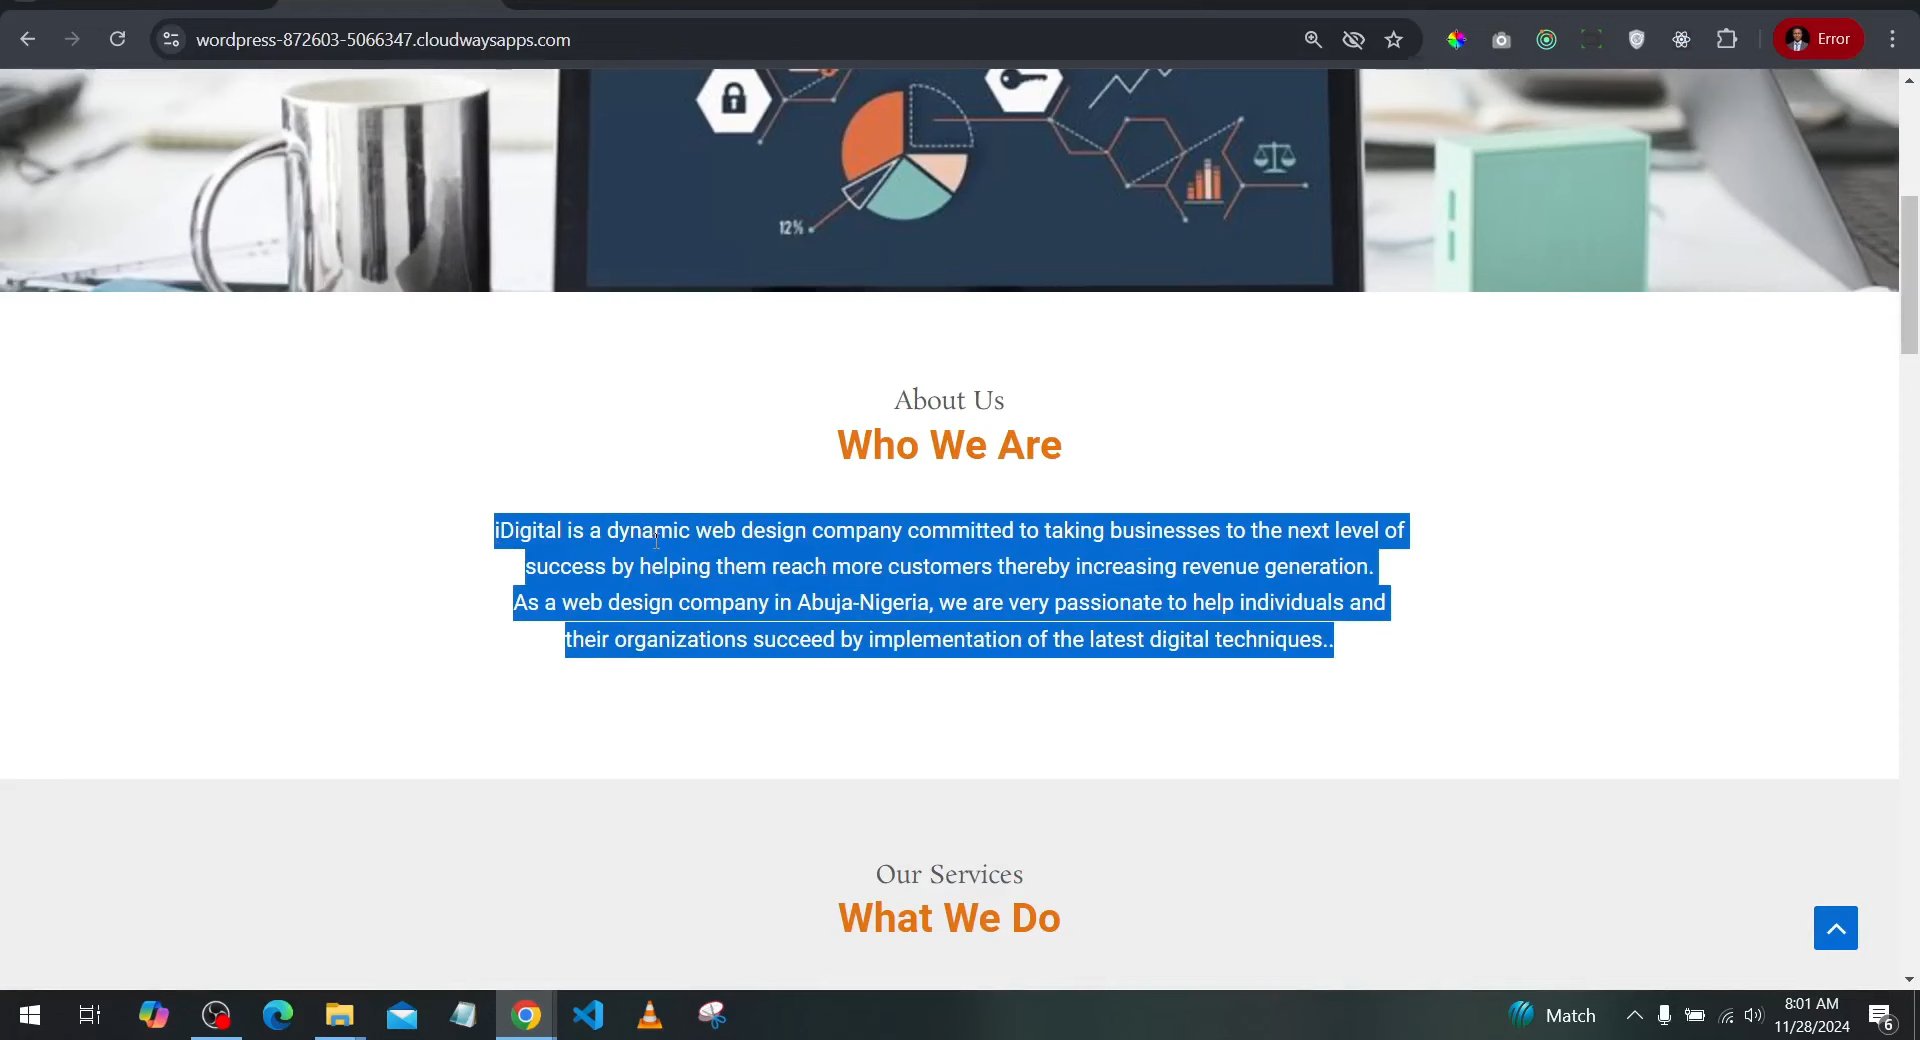 wordpress-872603-5066347.cloudwaysapps.com
Error
12%
About Us
Who We Are
iDigital is a dynamic web design company committed to taking businesses to the next level of
success by helping them reach more customers thereby increasing revenue generation.
As a web design company in Abuja-Nigeria, we are very passionate to help individuals and
their organizations succeed by implementation of the latest digital techniques..
Our Services
What We Do
Match
8:01 AM
11/28/2024
6